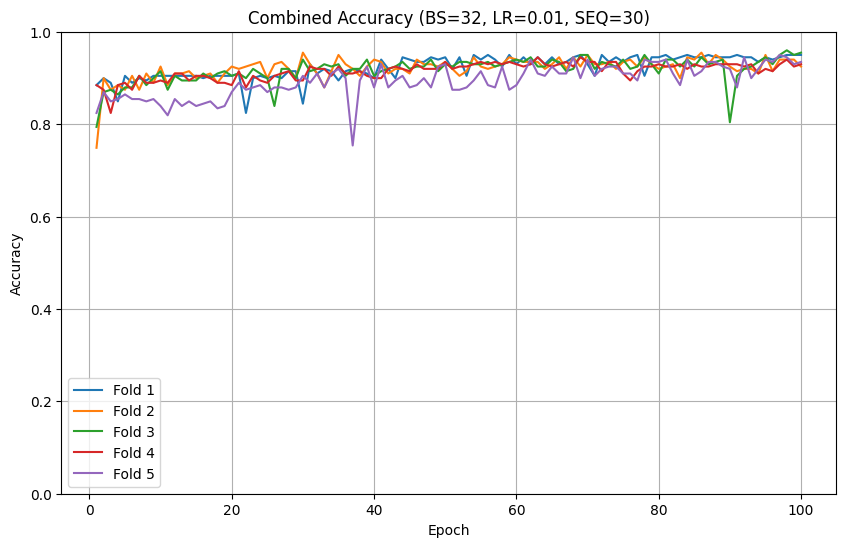 Combined Accuracy (BS=32, LR=0.01, SEQ=30)
1.0
0.8
0.6
0.4
0.2
0.0
Accuracy
Fold 1
Fold 2
Fold 3
Fold 4
Fold 5
0 20 40 60 80 100
Epoch